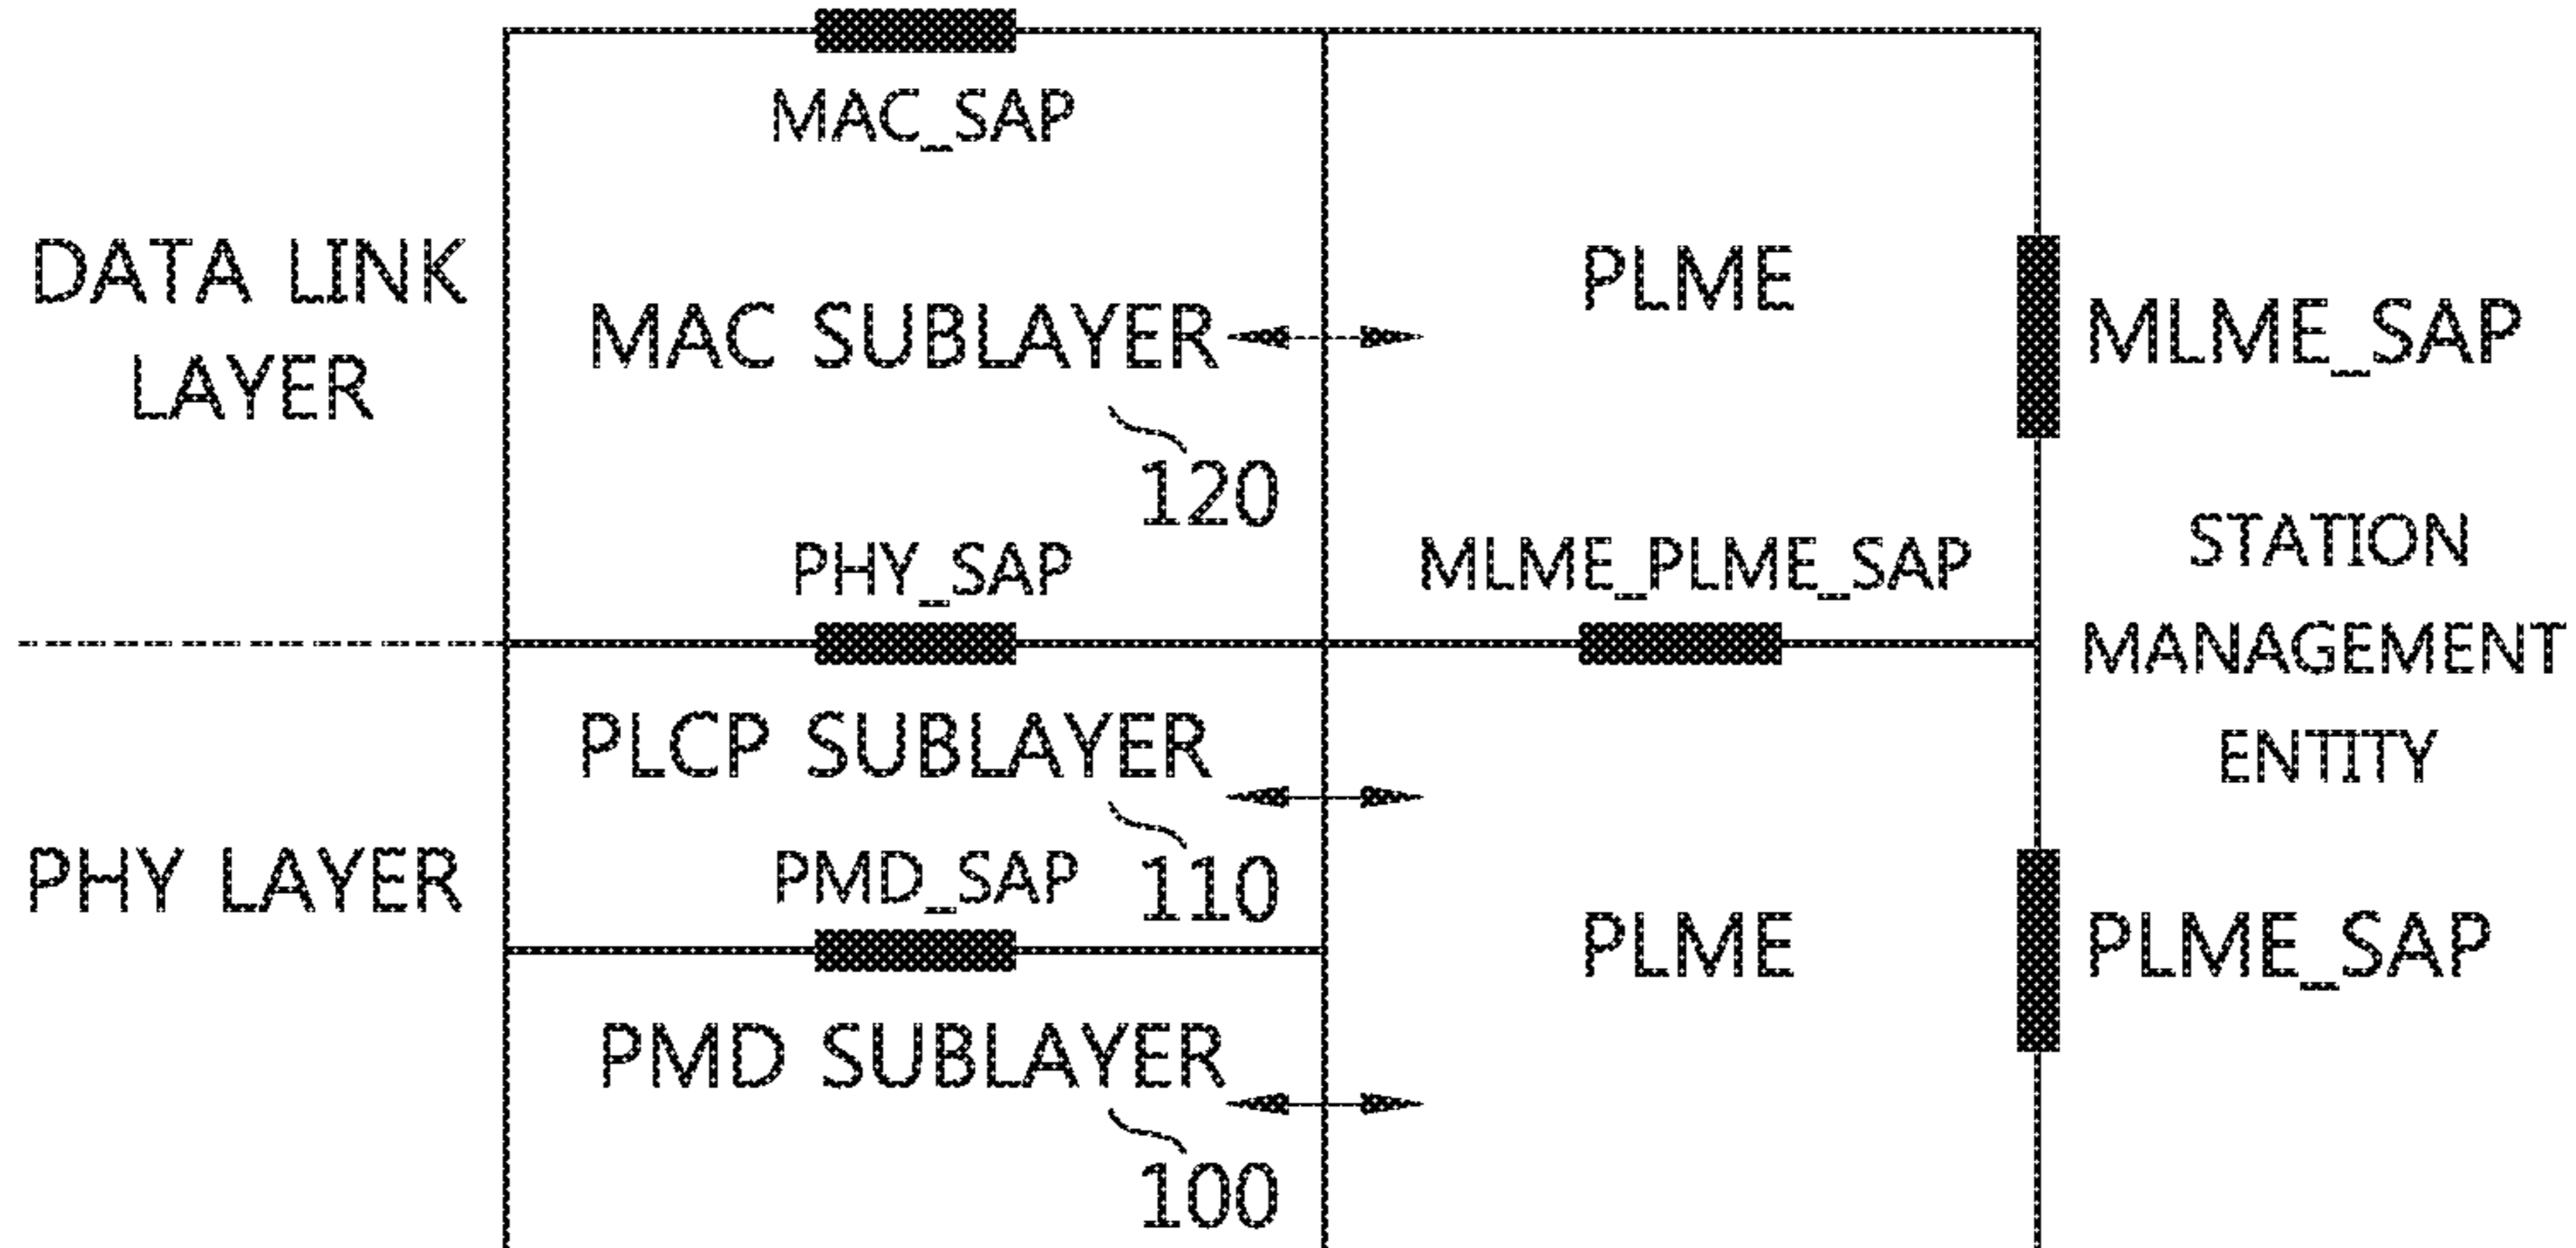 MAC_SAP
DATA LINK
LAYER
MAC SUBLAYER
120
PLME
MLME_SAP
PHY_SAP
MLME_PLME_SAP
STATION
MANAGEMENT
ENTITY
PHY LAYER
PLCP SUBLAYER
110
PMD_SAP
PLME
PLME_SAP
PMD SUBLAYER
100